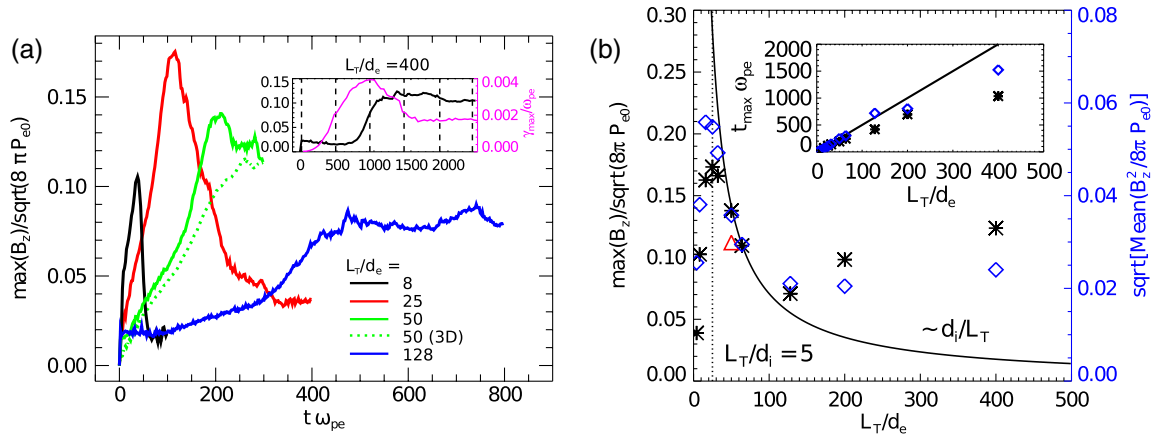 (a)
max(B_z)/sqrt(8 π P_e0)
0.15
0.10
0.05
0.00
0 200 400 600 800
t ω_pe
L_T/d_e =
8
25
50
50 (3D)
128
L_T/d_e =400
0.15
0.10
0.05
0.00
0 500 1000 1500 2000
0.004
0.002
0.000
γ_max/ω_pe
(b)
max(B_z)/sqrt(8π P_e0)
0.30
0.25
0.20
0.15
0.10
0.05
0.00
0 100 200 300 400 500
L_T/d_e
0.08
0.06
0.04
0.02
0.00
sqrt[Mean(B_z^2/8π P_e0)]
t_max ω_pe
2000
1500
1000
500
0 100 200 300 400 500
L_T/d_e
~d_i/L_T
L_T/d_i =5